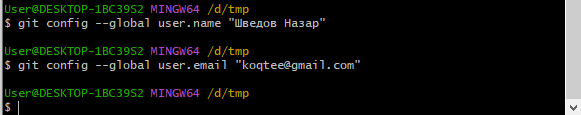 User@DESKTOP-1BC39S2 MINGW64 /d/tmp
$ git config --global user.name "Шведов Назар"
User@DESKTOP-1BC39S2 MINGW64 /d/tmp
$ git config --global user.email "koqtee@gmail.com"
User@DESKTOP-1BC39S2 MINGW64 /d/tmp
$